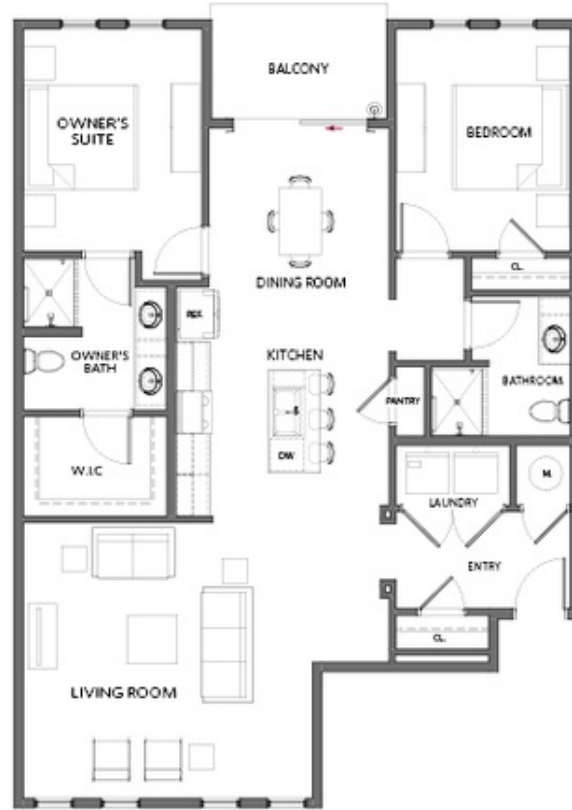 BALCONY
OWNER'S
SUITE
BEDROOM
CL.
DINING ROOM
REF.
KITCHEN
OWNER'S
BATH
BATHROOM
PANTRY
DW
W.I.C
M.
LAUNDRY
ENTRY
CL.
LIVING ROOM